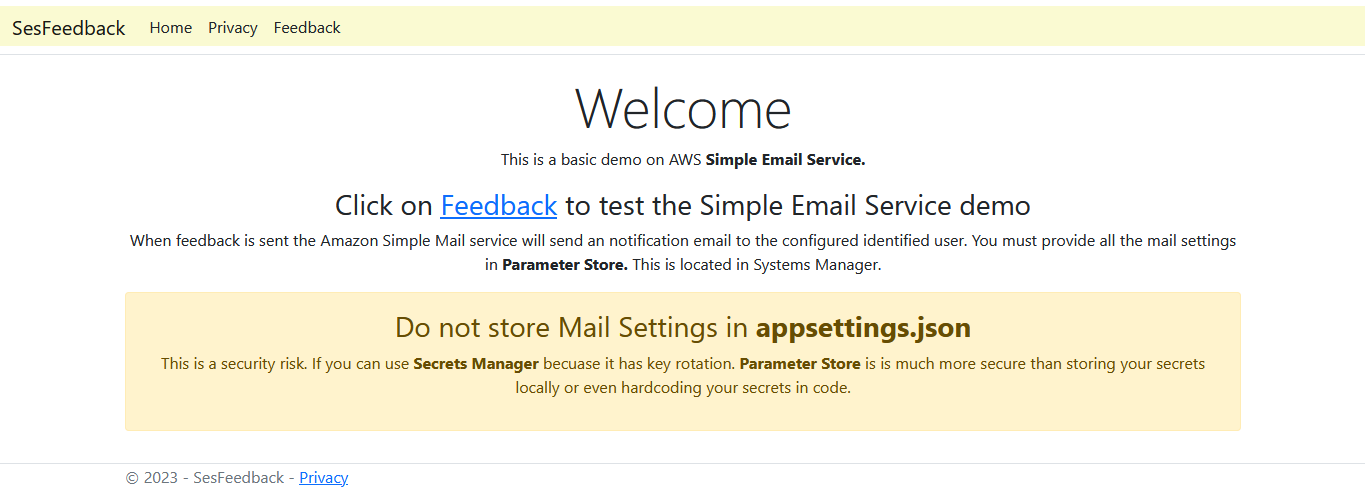 SesFeedback Home Privacy Feedback
Welcome
This is a basic demo on AWS Simple Email Service.
Click on Feedback to test the Simple Email Service demo
When feedback is sent the Amazon Simple Mail service will send an notification email to the configured identified user. You must provide all the mail settings
in Parameter Store. This is located in Systems Manager.
Do not store Mail Settings in appsettings.json
This is a security risk. If you can use Secrets Manager becuase it has key rotation. Parameter Store is is much more secure than storing your secrets
locally or even hardcoding your secrets in code.
© 2023 - SesFeedback - Privacy